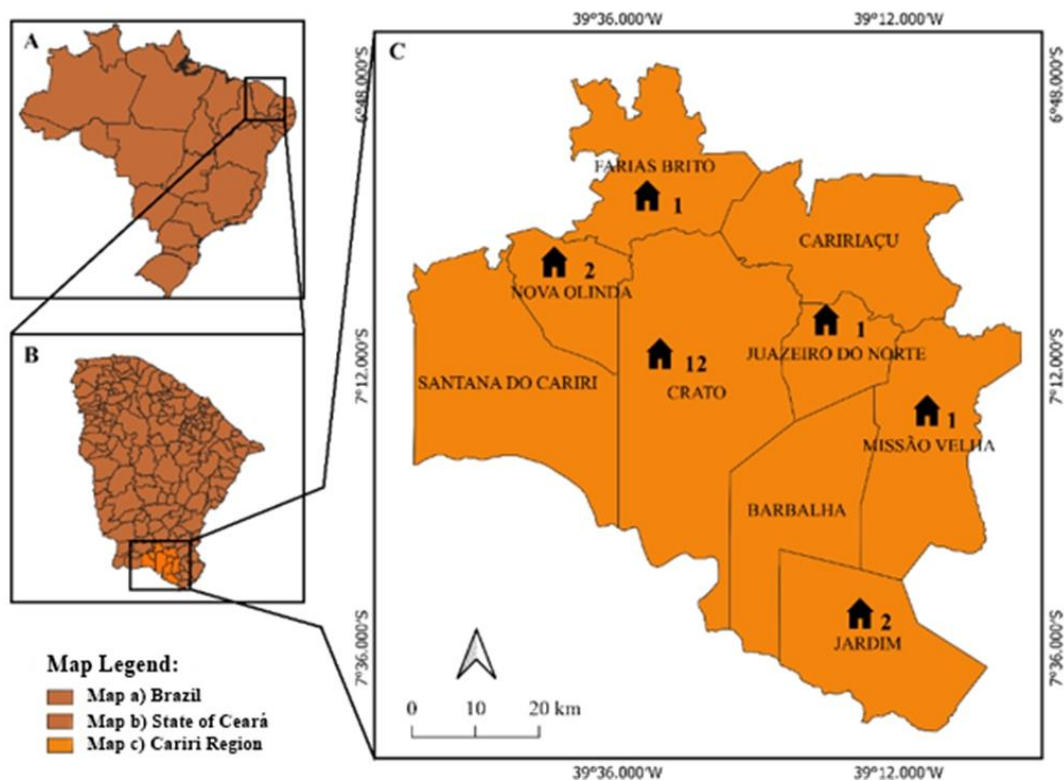 39°36.000'W 39°12.000'W
A
C
6°48.000'S 6°48.000'S
FARIAS BRITO
1
CARIRIAÇU
2
NOVA OLINDA
1
JUAZEIRO DO NORTE
B
7°12.000'S 7°12.000'S
SANTANA DO CARIRI
12
CRATO
1
MISSÃO VELHA
BARBALHA
2
JARDIM
7°36.000'S 7°36.000'S
Map Legend:
Map a) Brazil
Map b) State of Ceará
Map c) Cariri Region
0 10 20 km
39°36.000'W 39°12.000'W